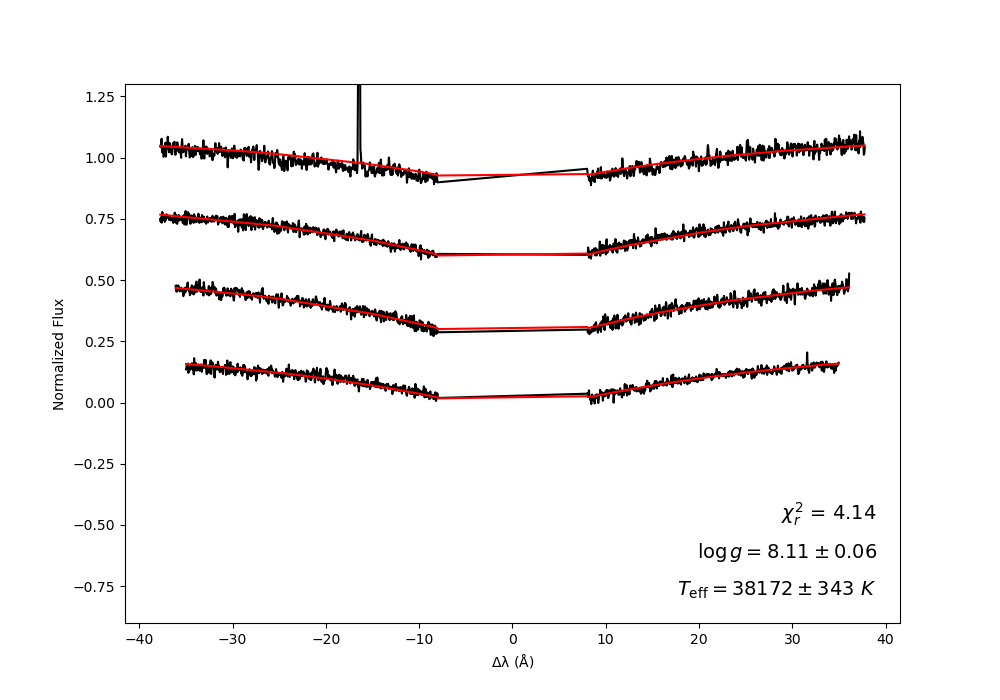 1.25
1.00
0.75
0.50
0.25
0.00
−0.25
−0.50
−0.75
Normalized Flux
χ²ᵣ = 4.14
log g = 8.11 ± 0.06
T_eff = 38172 ± 343 K
−40 −30 −20 −10 0 10 20 30 40
Δλ (Å)